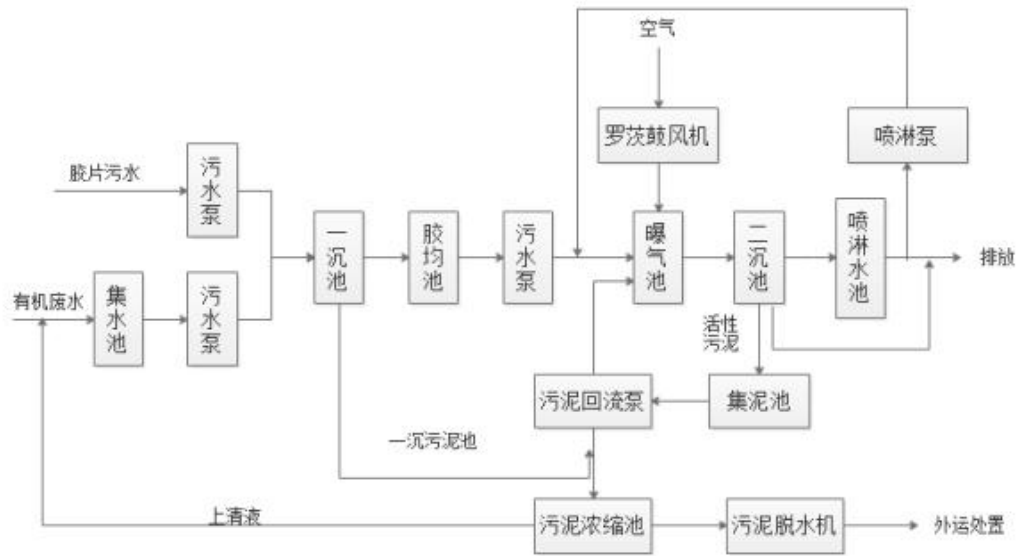 空气
罗茨鼓风机
喷淋泵
胶片污水
污水泵
一沉池
胶均池
污水泵
曝气池
二沉池
喷淋水池
排放
有机废水
集水池
污水泵
活性
污泥
污泥回流泵
集泥池
一沉污泥池
上清液
污泥浓缩池
污泥脱水机
外运处置